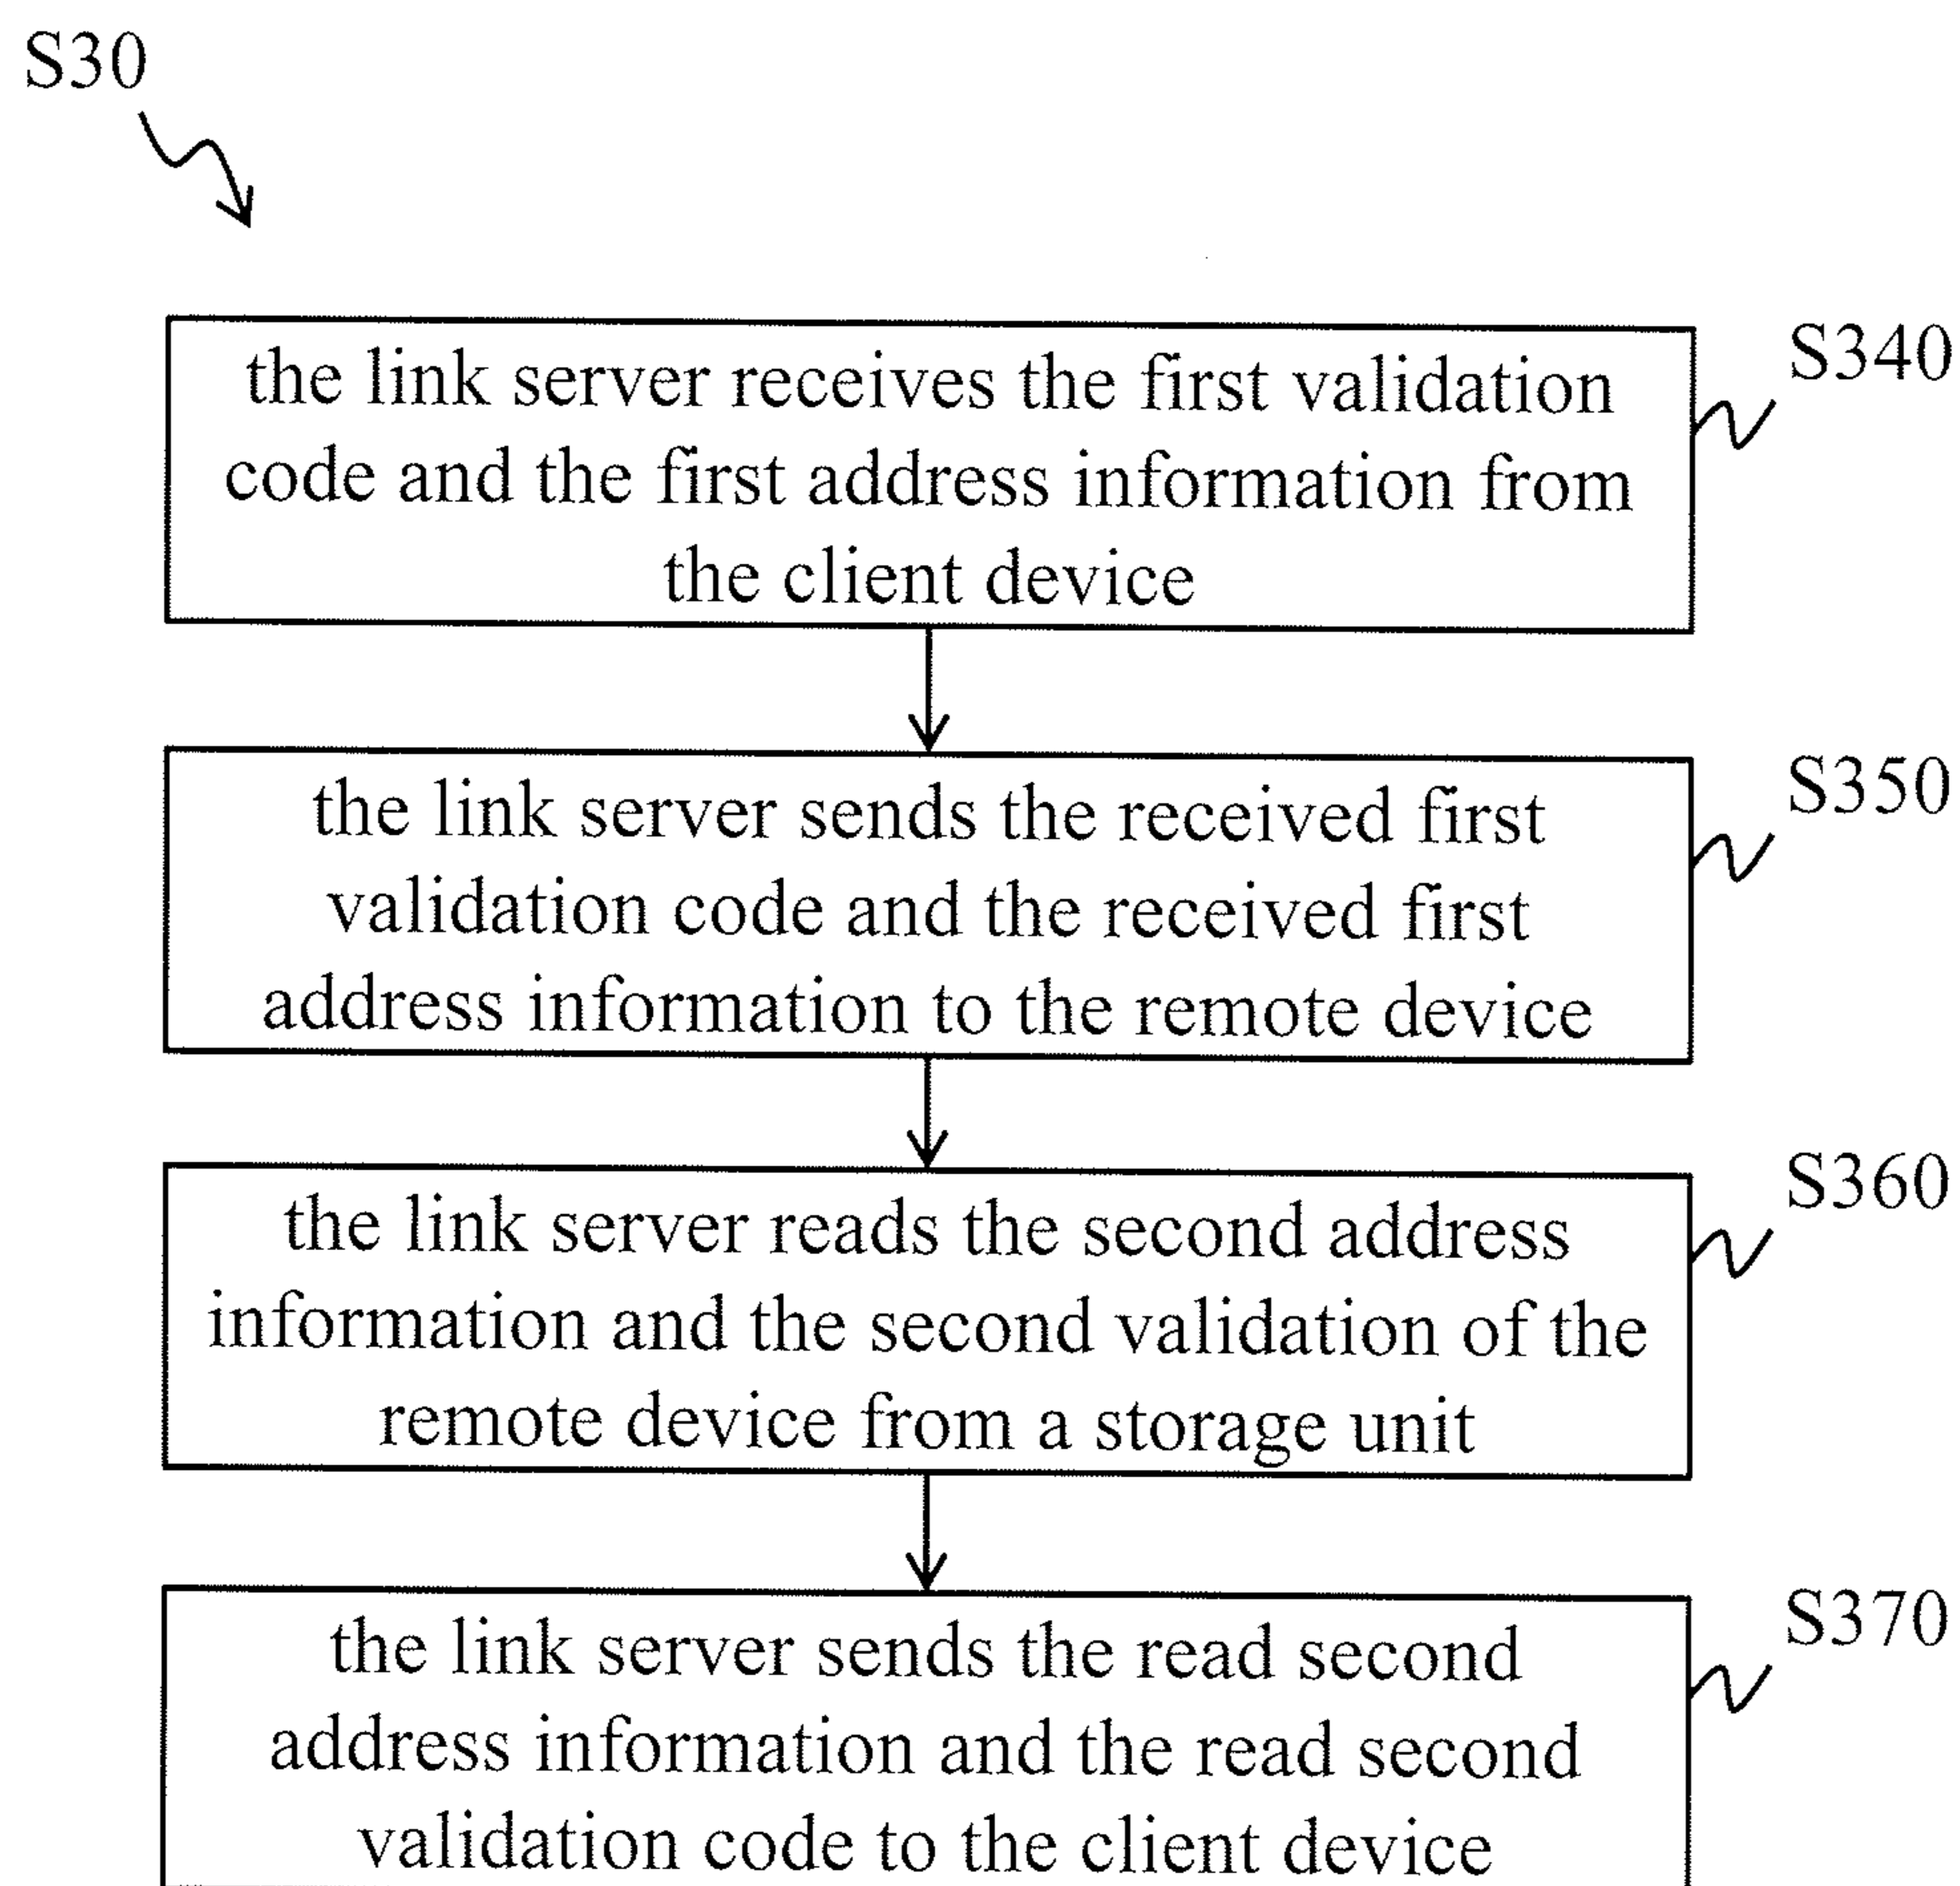 S30
the link server receives the first validation
code and the first address information from
the client device
S340
the link server sends the received first
validation code and the received first
address information to the remote device
S350
the link server reads the second address
information and the second validation of the
remote device from a storage unit
S360
the link server sends the read second
address information and the read second
validation code to the client device
S370